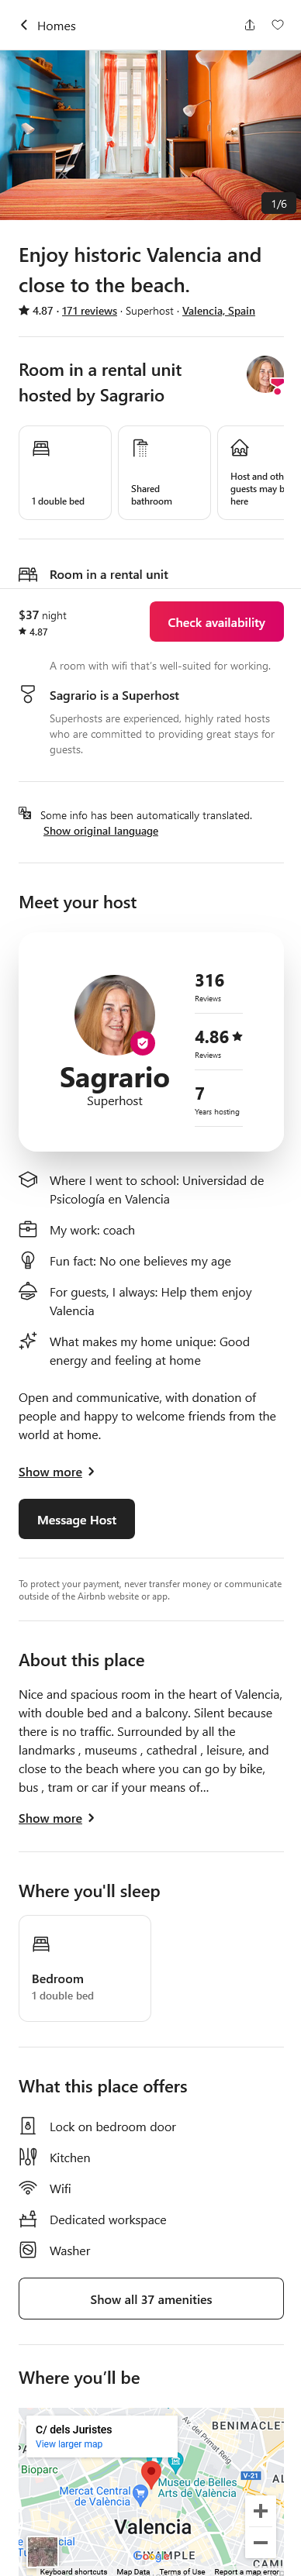 Homes
1/6
Enjoy historic Valencia and
close to the beach.
4.87 · 171 reviews · Superhost · Valencia, Spain
Room in a rental unit
hosted by Sagrario
1 double bed
Shared
bathroom
Host and oth
guests may b
here
Room in a rental unit
$37 night
4.87
Check availability
A room with wifi that's well-suited for working.
Sagrario is a Superhost
Superhosts are experienced, highly rated hosts
who are committed to providing great stays for
guests.
Some info has been automatically translated.
Show original language
Meet your host
316
Reviews
4.86
Reviews
7
Years hosting
Sagrario
Superhost
Where I went to school: Universidad de
Psicología en Valencia
My work: coach
Fun fact: No one believes my age
For guests, I always: Help them enjoy
Valencia
What makes my home unique: Good
energy and feeling at home
Open and communicative, with donation of
people and happy to welcome friends from the
world at home.
Show more
Message Host
To protect your payment, never transfer money or communicate
outside of the Airbnb website or app.
About this place
Nice and spacious room in the heart of Valencia,
with double bed and a balcony. Silent because
there is no traffic. Surrounded by all the
landmarks , museums , cathedral , leisure, and
close to the beach where you can go by bike,
bus , tram or car if your means of...
Show more
Where you'll sleep
Bedroom
1 double bed
What this place offers
Lock on bedroom door
Kitchen
Wifi
Dedicated workspace
Washer
Show all 37 amenities
Where you'll be
C/ dels Juristes
View larger map
Av. del Primat Reig
BENIMACLET
Bioparc
AL
Museu de Belles
Arts de València
Mercat Central
de València
V-21
Valencia
Google
EIXAMPLE
CAMI
Keyboard shortcuts Map Data Terms of Use Report a map error